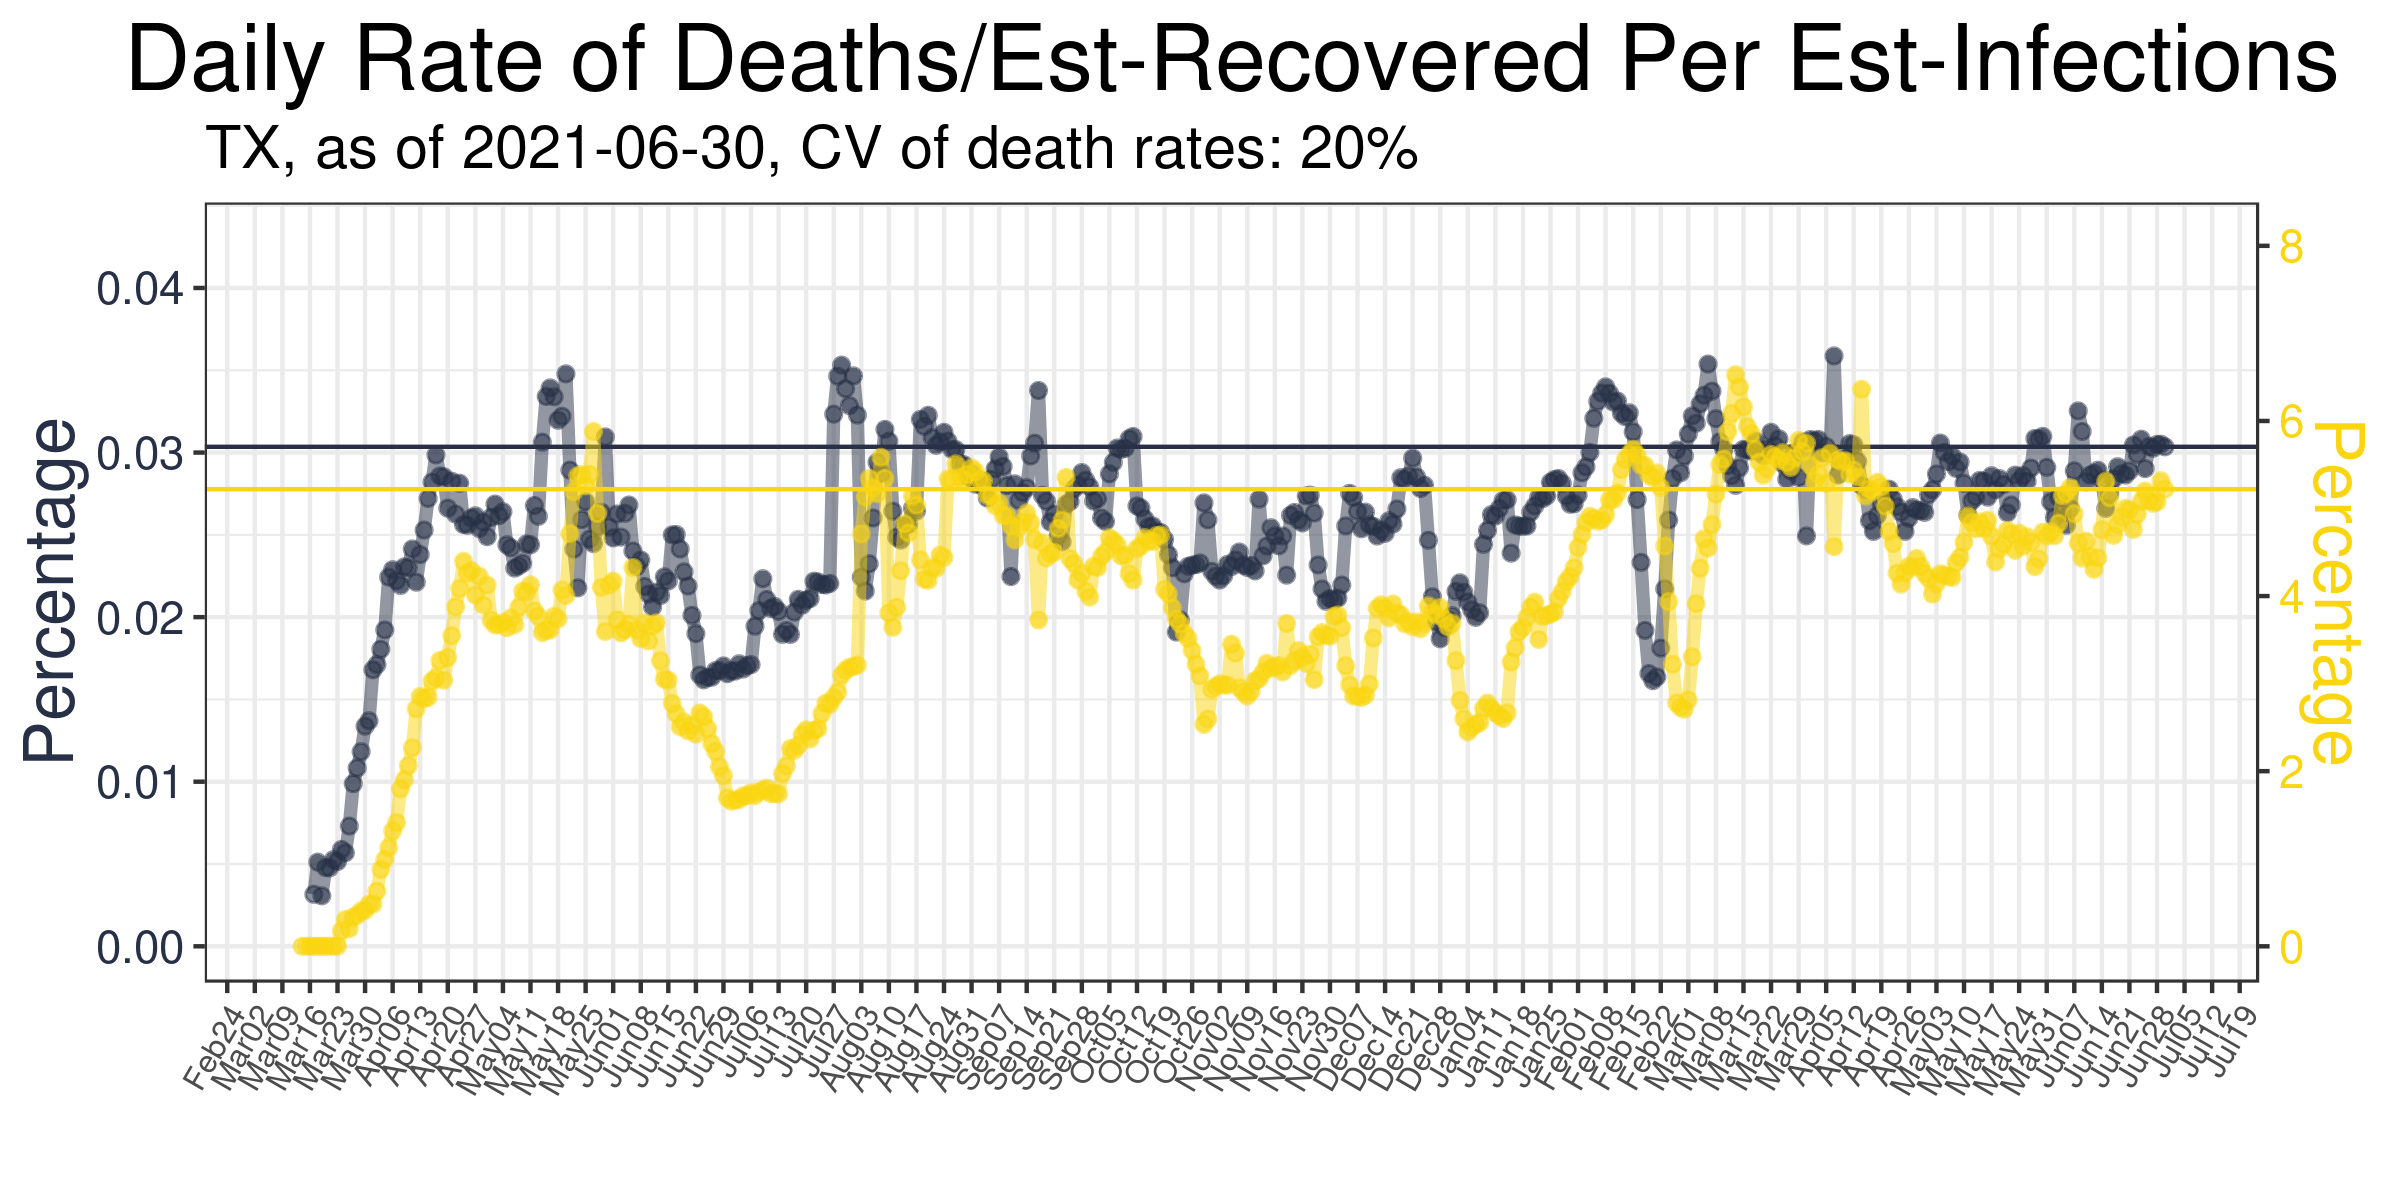 Daily Rate of Deaths/Est-Recovered Per Est-Infections
TX, as of 2021-06-30, CV of death rates: 20%
Percentage
0.04
0.03
0.02
0.01
0.00
8
6
4
2
0
Percentage
Feb24
Mar02
Mar09
Mar16
Mar23
Mar30
Apr06
Apr13
Apr20
Apr27
May04
May11
May18
May25
Jun01
Jun08
Jun15
Jun22
Jun29
Jul06
Jul13
Jul20
Jul27
Aug03
Aug10
Aug17
Aug24
Aug31
Sep07
Sep14
Sep21
Sep28
Oct05
Oct12
Oct19
Oct26
Nov02
Nov09
Nov16
Nov23
Nov30
Dec07
Dec14
Dec21
Dec28
Jan04
Jan11
Jan18
Jan25
Feb01
Feb08
Feb15
Feb22
Mar01
Mar08
Mar15
Mar22
Mar29
Apr05
Apr12
Apr19
Apr26
May03
May10
May17
May24
May31
Jun07
Jun14
Jun21
Jun28
Jul05
Jul12
Jul19